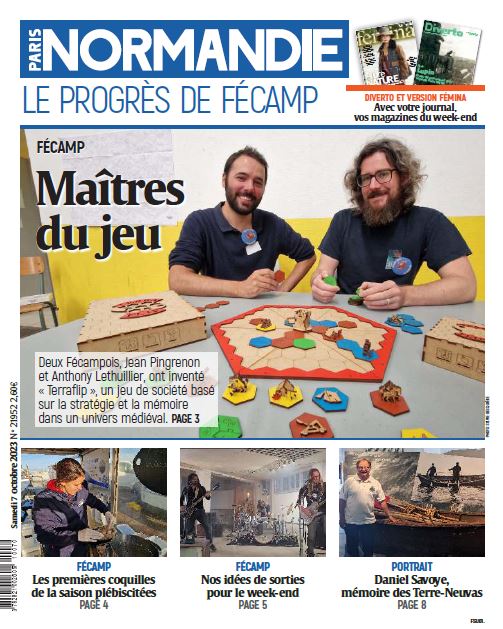 PARIS
NORMANDIE
LE PROGRÈS DE FÉCAMP
fémina
Diverto
DIVERTO ET VERSION FÉMINA
Avec votre journal,
vos magazines du week-end
FÉCAMP
Maîtres
du jeu
Deux Fécampois, Jean Pingrenon
et Anthony Lethuillier, ont inventé
« Terraflip », un jeu de société basé
sur la stratégie et la mémoire
dans un univers médiéval. PAGE 3
Samedi 7 octobre 2023 N° 21952 2,60€
FÉCAMP
Les premières coquilles
de la saison plébiscitées
PAGE 4
FÉCAMP
Nos idées de sorties
pour le week-end
PAGE 5
PORTRAIT
Daniel Savoye,
mémoire des Terre-Neuvas
PAGE 8